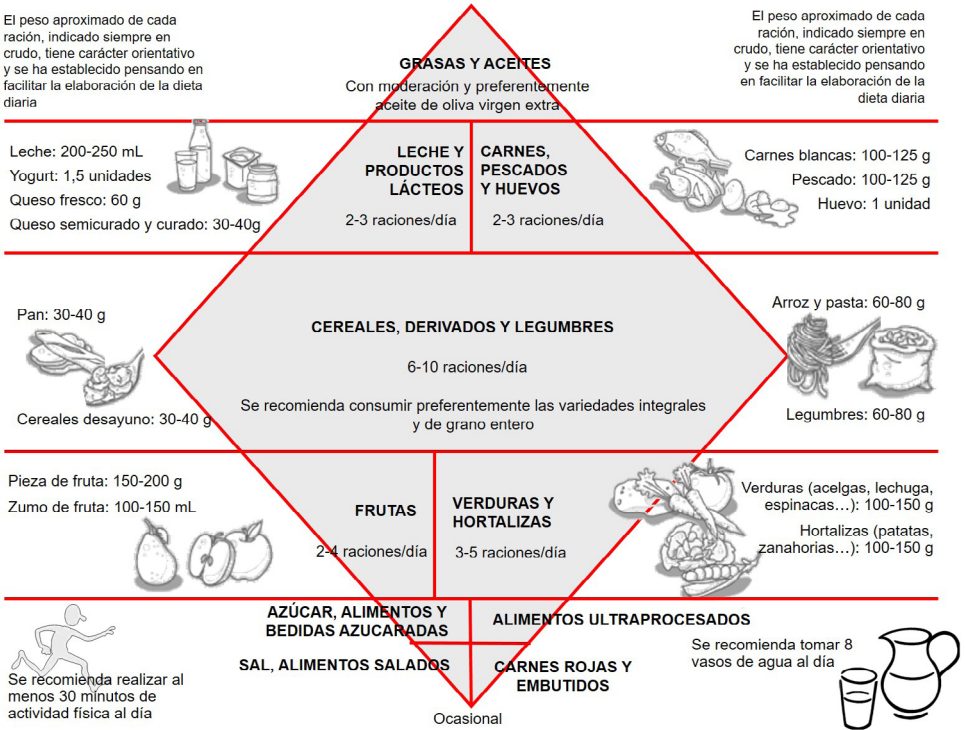 El peso aproximado de cada
ración, indicado siempre en
crudo, tiene carácter orientativo
y se ha establecido pensando en
facilitar la elaboración de la dieta
diaria
El peso aproximado de cada
ración, indicado siempre en
crudo, tiene carácter orientativo
y se ha establecido pensando
en facilitar la elaboración de la
dieta diaria
GRASAS Y ACEITES
Con moderación y preferentemente
aceite de oliva virgen extra
Leche: 200-250 mL
Yogurt: 1,5 unidades
Queso fresco: 60 g
Queso semicurado y curado: 30-40g
LECHE Y
PRODUCTOS
LÁCTEOS
2-3 raciones/día
CARNES,
PESCADOS
Y HUEVOS
2-3 raciones/día
Carnes blancas: 100-125 g
Pescado: 100-125 g
Huevo: 1 unidad
Pan: 30-40 g
Cereales desayuno: 30-40 g
CEREALES, DERIVADOS Y LEGUMBRES
6-10 raciones/día
Se recomienda consumir preferentemente las variedades integrales
y de grano entero
Arroz y pasta: 60-80 g
Legumbres: 60-80 g
Pieza de fruta: 150-200 g
Zumo de fruta: 100-150 mL
FRUTAS
2-4 raciones/día
VERDURAS Y
HORTALIZAS
3-5 raciones/día
Verduras (acelgas, lechuga,
espinacas…): 100-150 g
Hortalizas (patatas,
zanahorias…): 100-150 g
AZÚCAR, ALIMENTOS Y
BEDIDAS AZUCARADAS
ALIMENTOS ULTRAPROCESADOS
SAL, ALIMENTOS SALADOS
CARNES ROJAS Y
EMBUTIDOS
Ocasional
Se recomienda realizar al
menos 30 minutos de
actividad física al día
Se recomienda tomar 8
vasos de agua al día